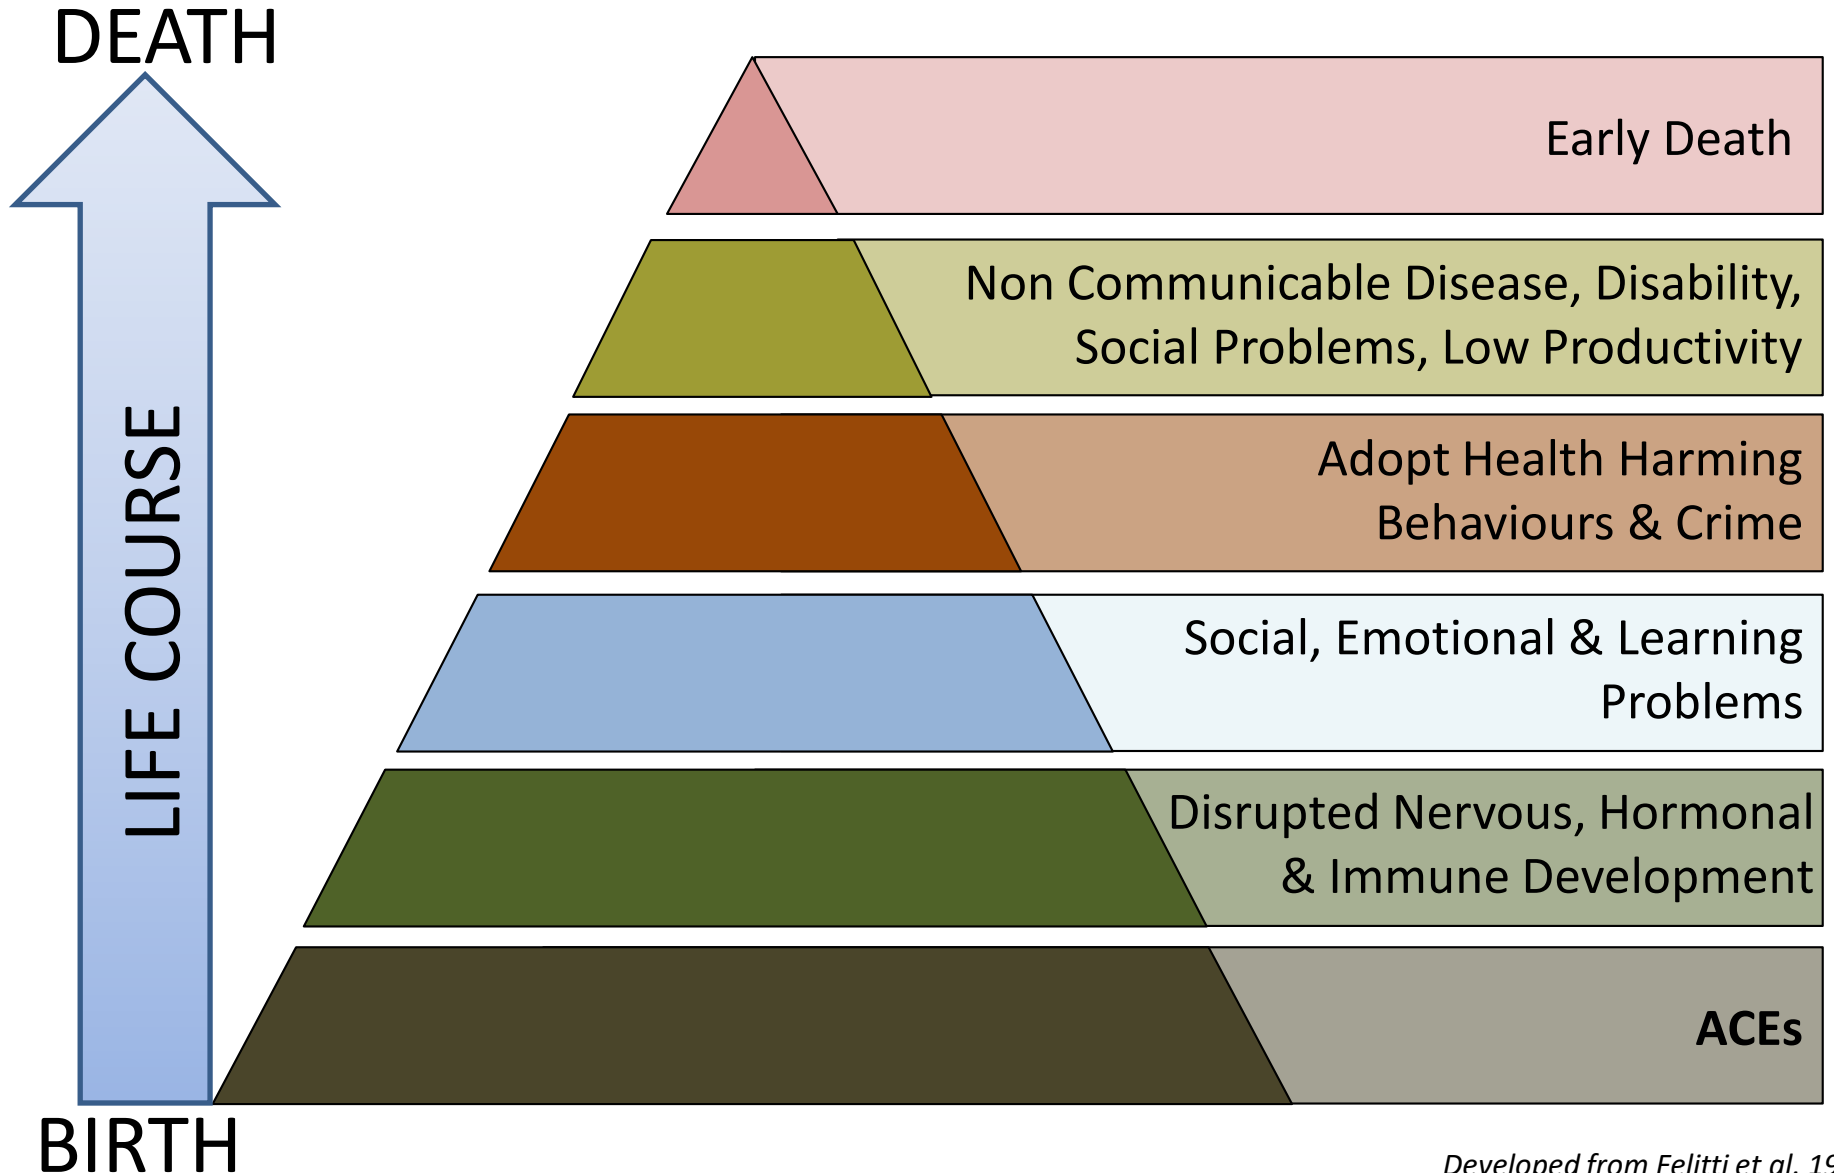 DEATH
Early Death
Non Communicable Disease, Disability,
Social Problems, Low Productivity
Adopt Health Harming
Behaviours & Crime
LIFE COURSE
Social, Emotional & Learning
Problems
Disrupted Nervous, Hormonal
& Immune Development
ACEs
BIRTH
Developed from Felitti et al. 19